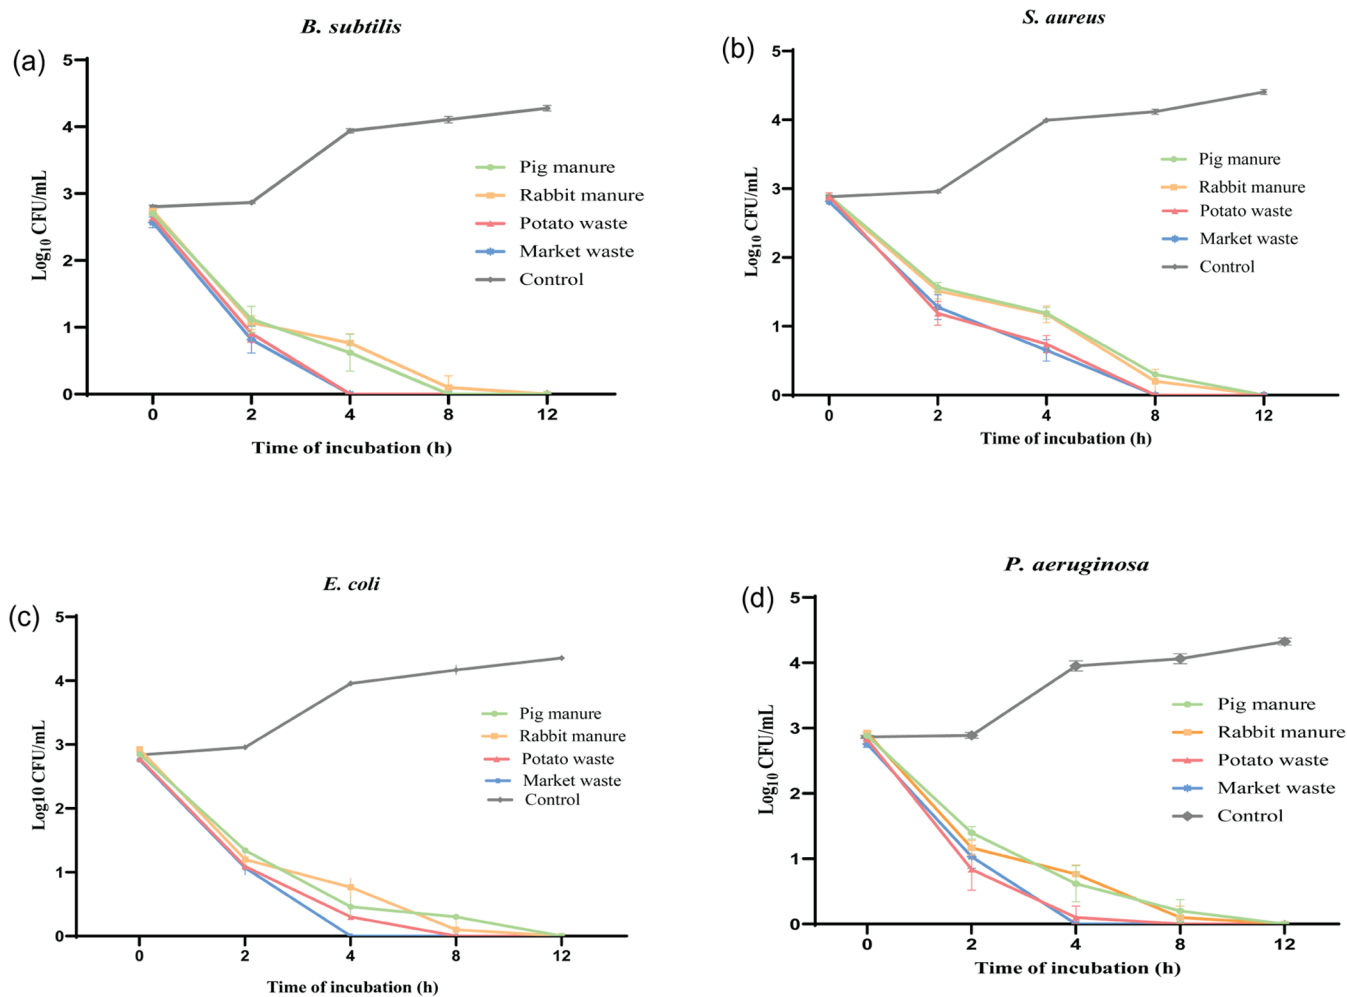 B. subtilis
(a)
5
4
3
2
1
0
Log10 CFU/mL
Pig manure
Rabbit manure
Potato waste
Market waste
Control
0 2 4 8 12
Time of incubation (h)
S. aureus
(b)
5
4
3
2
1
0
Log10 CFU/mL
Pig manure
Rabbit manure
Potato waste
Market waste
Control
0 2 4 8 12
Time of incubation (h)
E. coli
(c)
5
4
3
2
1
0
Log10 CFU/mL
Pig manure
Rabbit manure
Potato waste
Market waste
Control
0 2 4 8 12
Time of incubation (h)
P. aeruginosa
(d)
5
4
3
2
1
0
Log10 CFU/mL
Pig manure
Rabbit manure
Potato waste
Market waste
Control
0 2 4 8 12
Time of incubation (h)